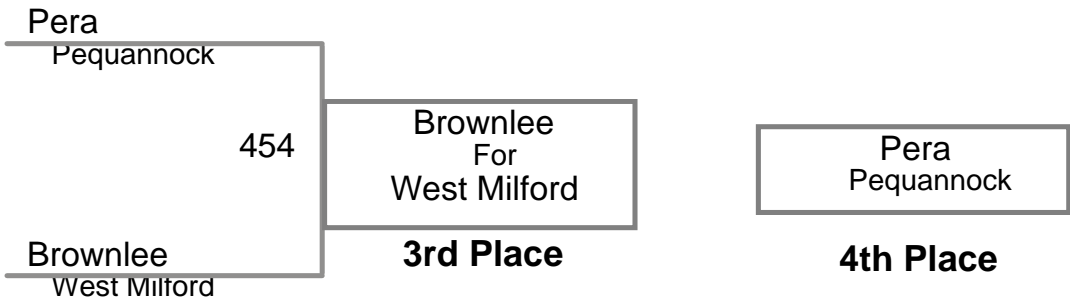 Pera
Pequannock
454
Brownlee
For
West Milford
3rd Place
Pera
Pequannock
4th Place
Brownlee
West Milford